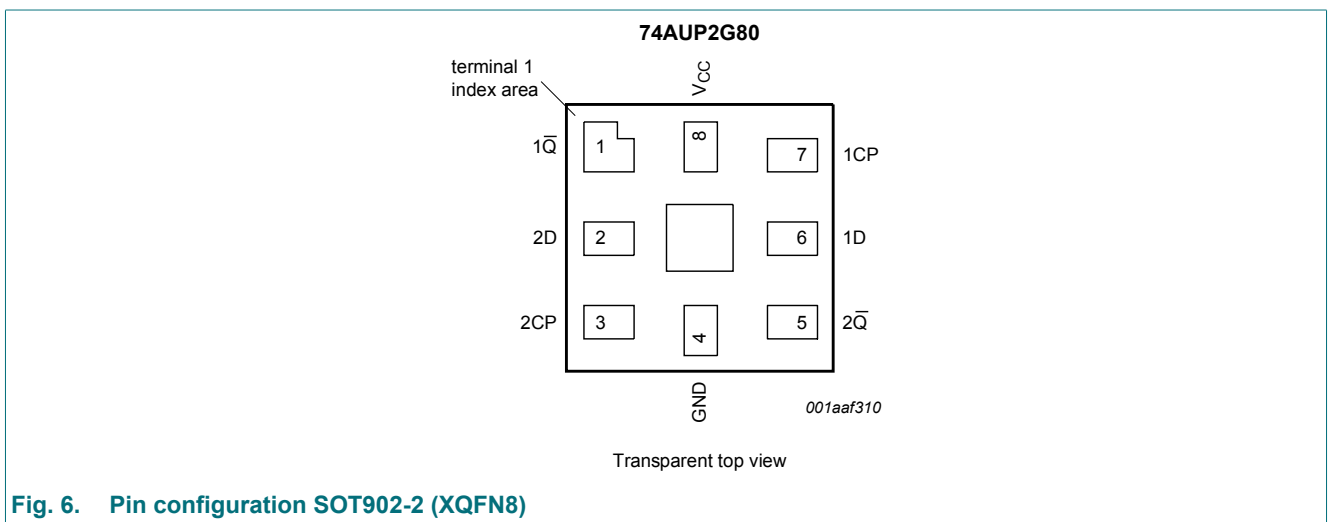 74AUP2G80
terminal 1
index area
VCC
1Q̅
1
8
7
1CP
2D
2
6
1D
2CP
3
4
5
2Q̅
GND
001aaf310
Transparent top view
Fig. 6. Pin configuration SOT902-2 (XQFN8)